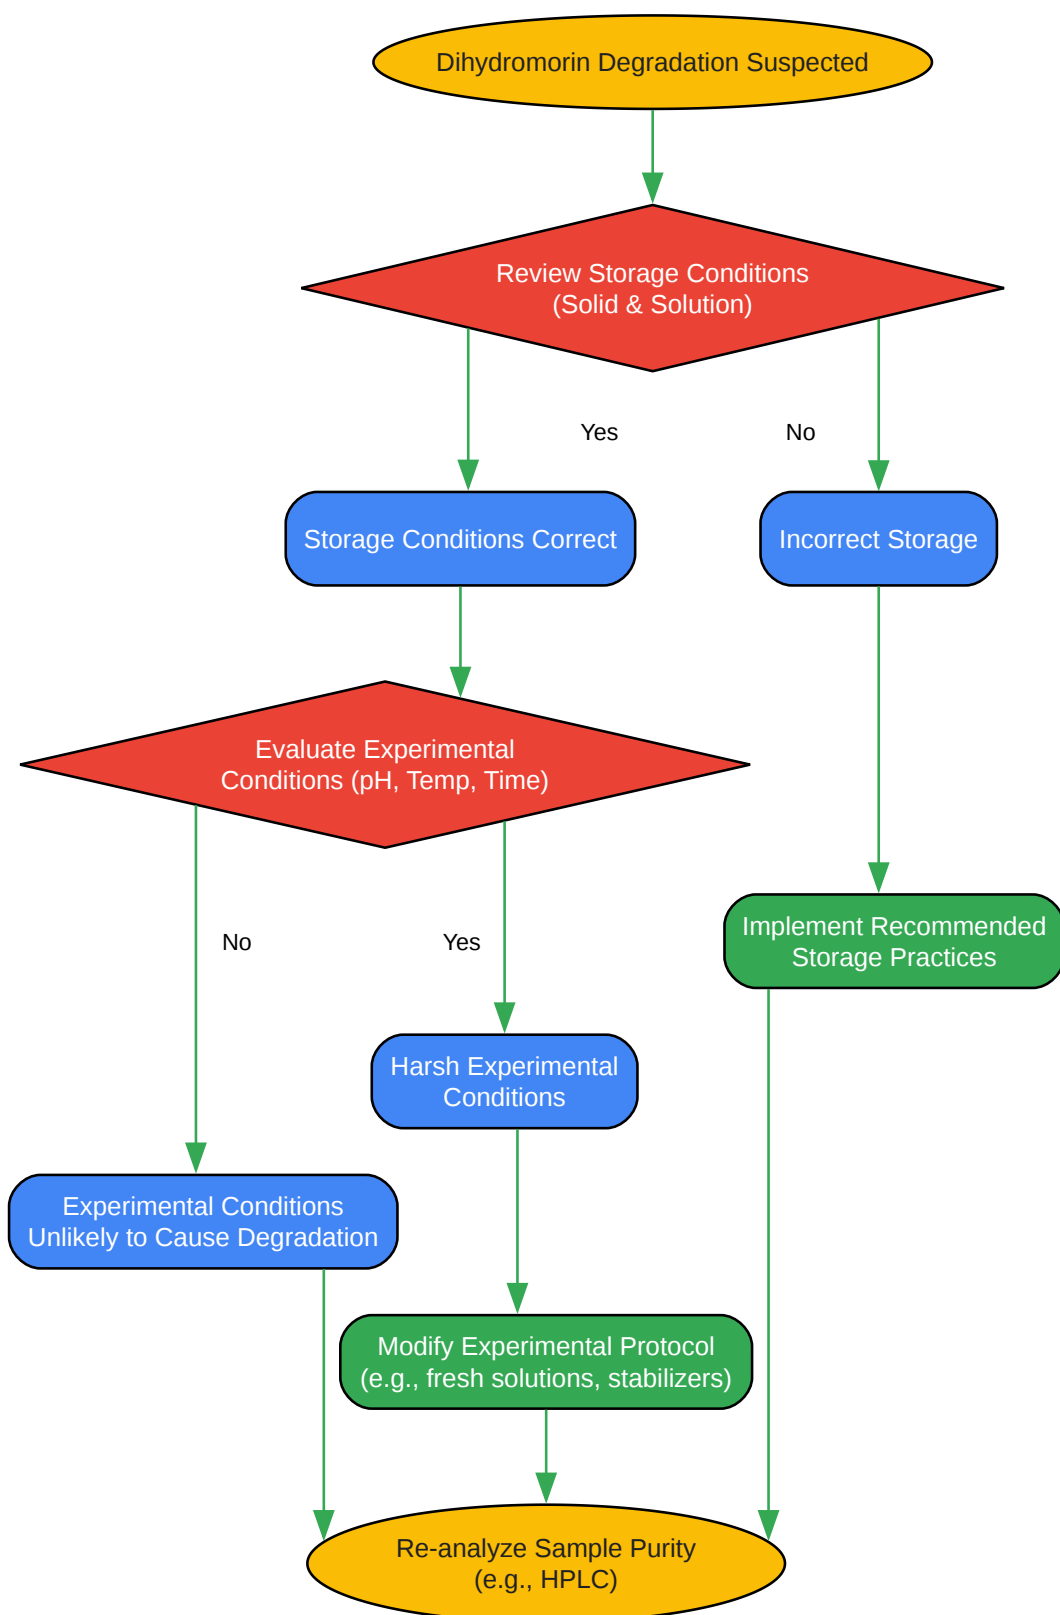 Dihydromorin Degradation Suspected
Review Storage Conditions
(Solid & Solution)
Yes
No
Storage Conditions Correct
Incorrect Storage
Evaluate Experimental
Conditions (pH, Temp, Time)
No
Yes
Implement Recommended
Storage Practices
Harsh Experimental
Conditions
Experimental Conditions
Unlikely to Cause Degradation
Modify Experimental Protocol
(e.g., fresh solutions, stabilizers)
Re-analyze Sample Purity
(e.g., HPLC)